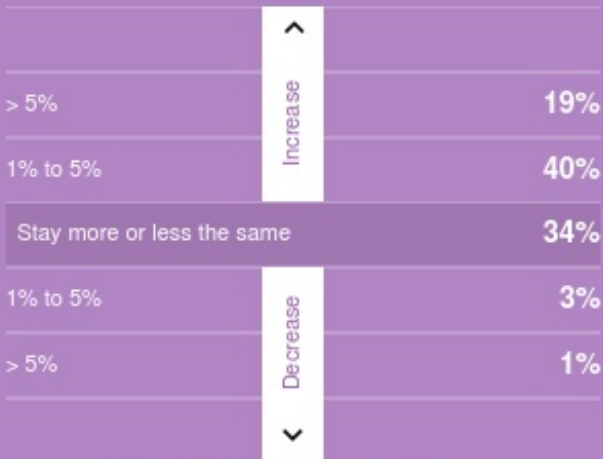 > 5% 19%
Increase
1% to 5% 40%
Stay more or less the same 34%
1% to 5% 3%
Decrease
> 5% 1%